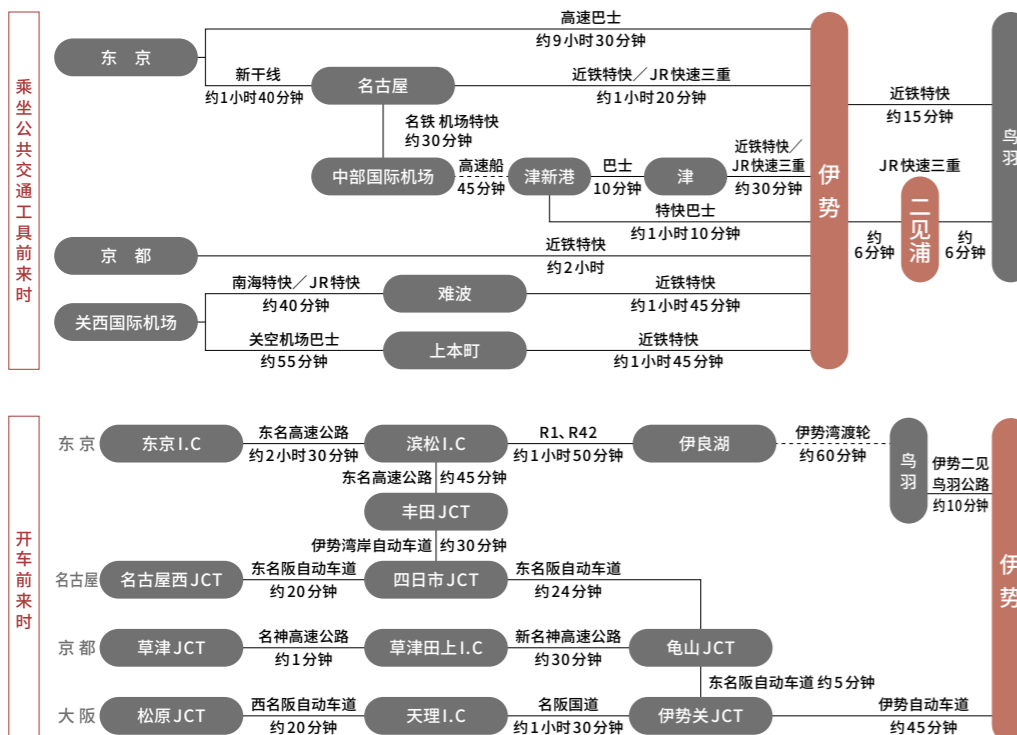 乘坐公共交通工具前来时
东 京
高速巴士
约9小时30分钟
新干线
约1小时40分钟
名古屋
近铁特快／JR快速三重
约1小时20分钟
名铁 机场特快
约30分钟
中部国际机场
高速船
45分钟
津新港
巴士
10分钟
津
近铁特快／
JR快速三重
约30分钟
特快巴士
约1小时10分钟
京 都
近铁特快
约2小时
关西国际机场
南海特快／JR特快
约40分钟
难波
近铁特快
约1小时45分钟
关空机场巴士
约55分钟
上本町
近铁特快
约1小时45分钟
伊势
近铁特快
约15分钟
JR快速三重
约
6分钟
二见浦
约
6分钟
鸟羽
开车前来时
东京
东京I.C
东名高速公路
约2小时30分钟
滨松I.C
R1、R42
约1小时50分钟
伊良湖
伊势湾渡轮
约60分钟
鸟羽
伊势二见
鸟羽公路
约10分钟
东名高速公路 约45分钟
丰田JCT
伊势湾岸自动车道 约30分钟
名古屋
名古屋西JCT
东名阪自动车道
约20分钟
四日市JCT
东名阪自动车道
约24分钟
京都
草津JCT
名神高速公路
约1分钟
草津田上I.C
新名神高速公路
约30分钟
龟山JCT
东名阪自动车道 约5分钟
大阪
松原JCT
西名阪自动车道
约20分钟
天理I.C
名阪国道
约1小时30分钟
伊势关JCT
伊势自动车道
约45分钟
伊势